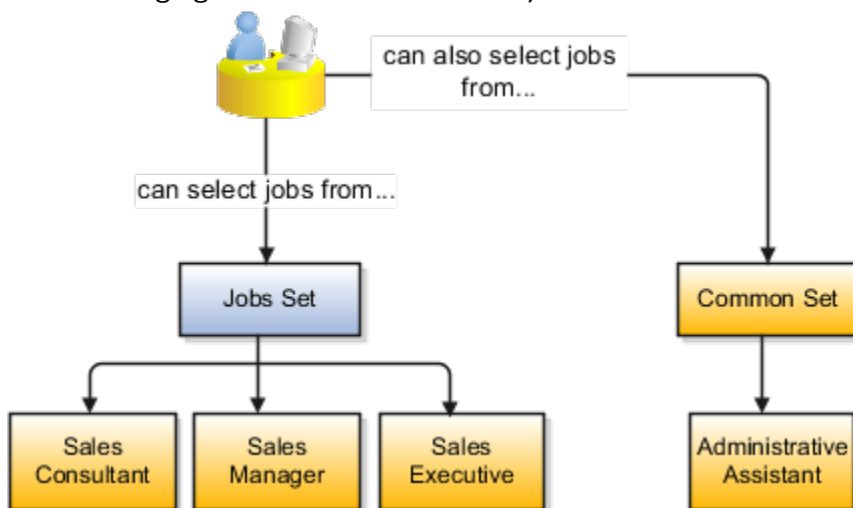 can also select jobs
from...
can select jobs from...
Jobs Set
Common Set
Sales
Consultant
Sales
Manager
Sales
Executive
Administrative
Assistant